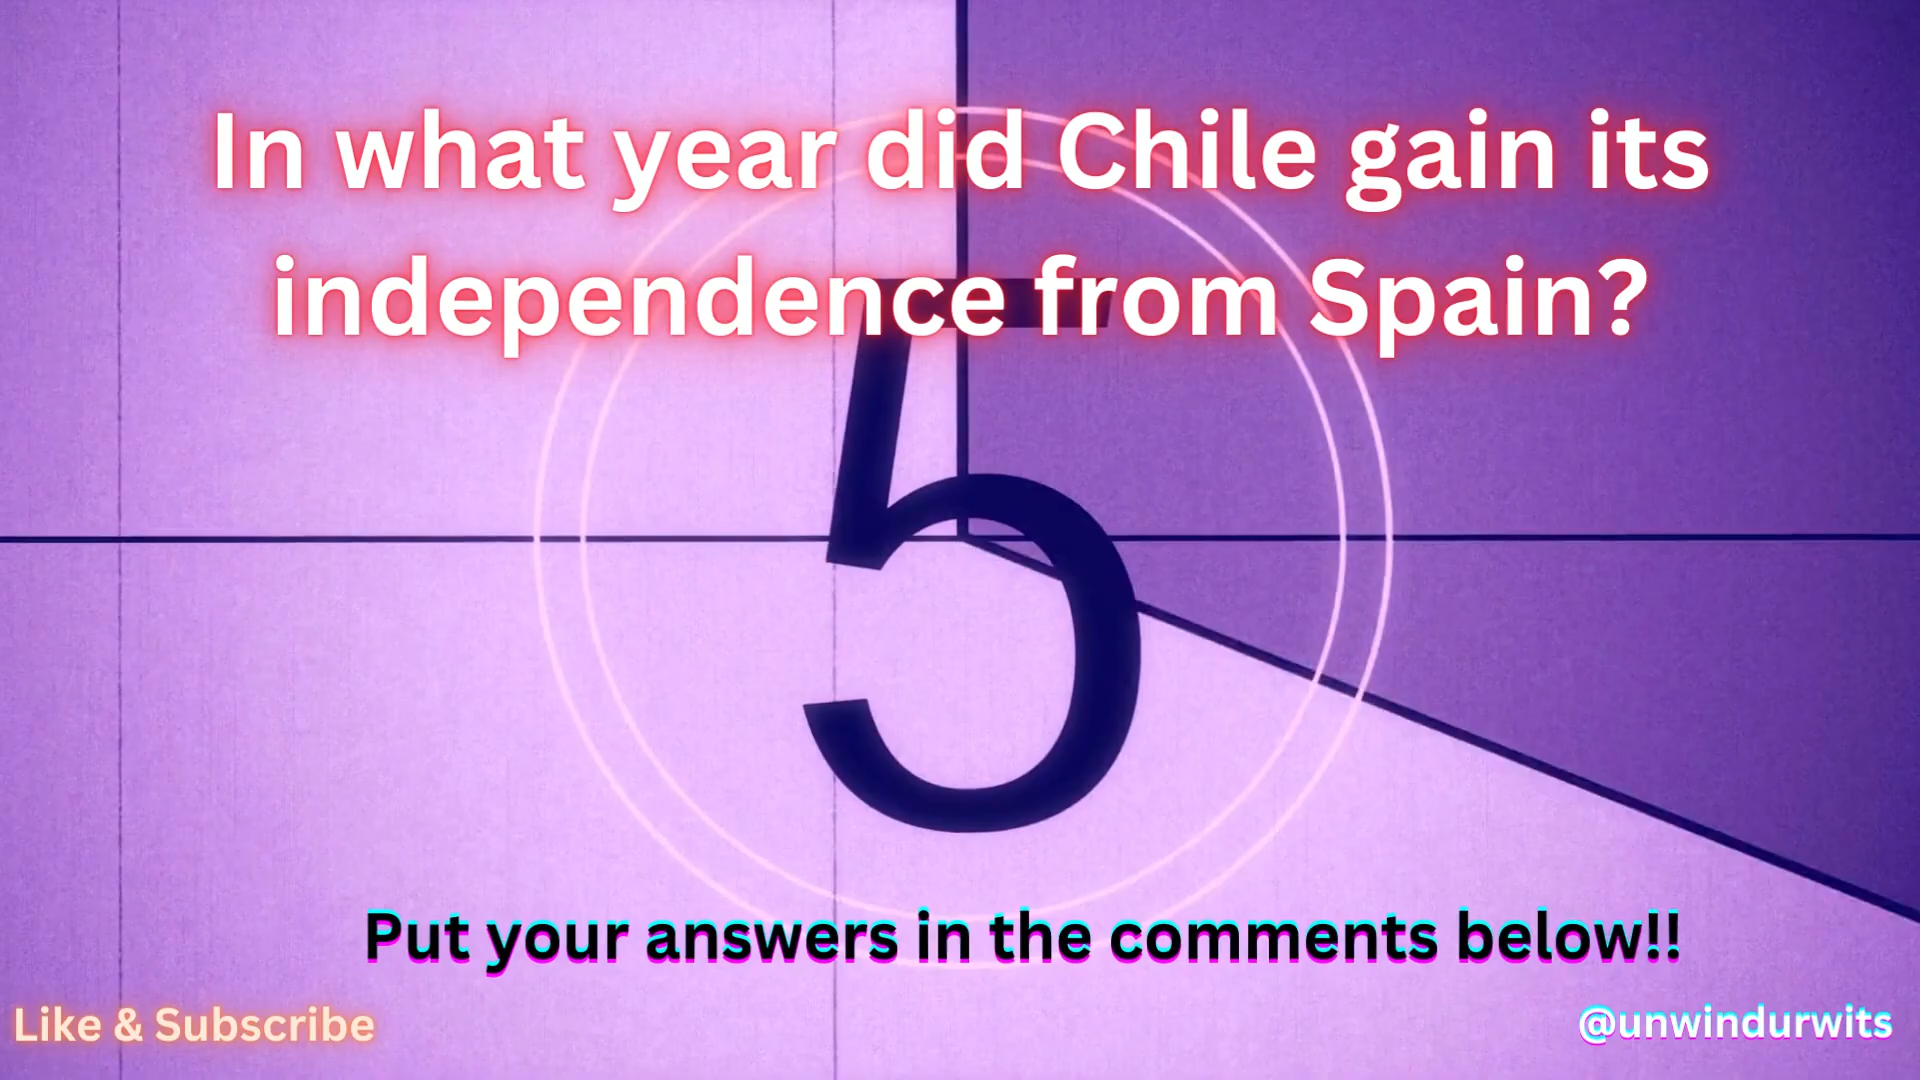 In what year did Chile gain its
independence from Spain?
5
Put your answers in the comments below!!
Like & Subscribe
@unwindurwits